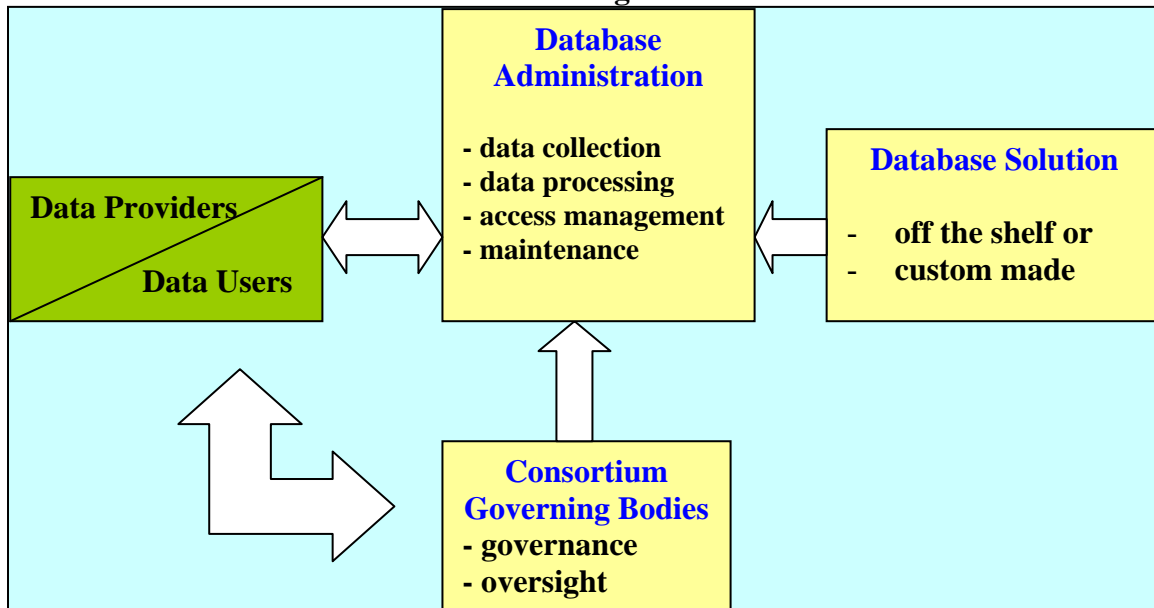 Database
Administration
- data collection
- data processing
- access management
- maintenance
Data Providers
Data Users
Database Solution
- off the shelf or
- custom made
Consortium
Governing Bodies
- governance
- oversight